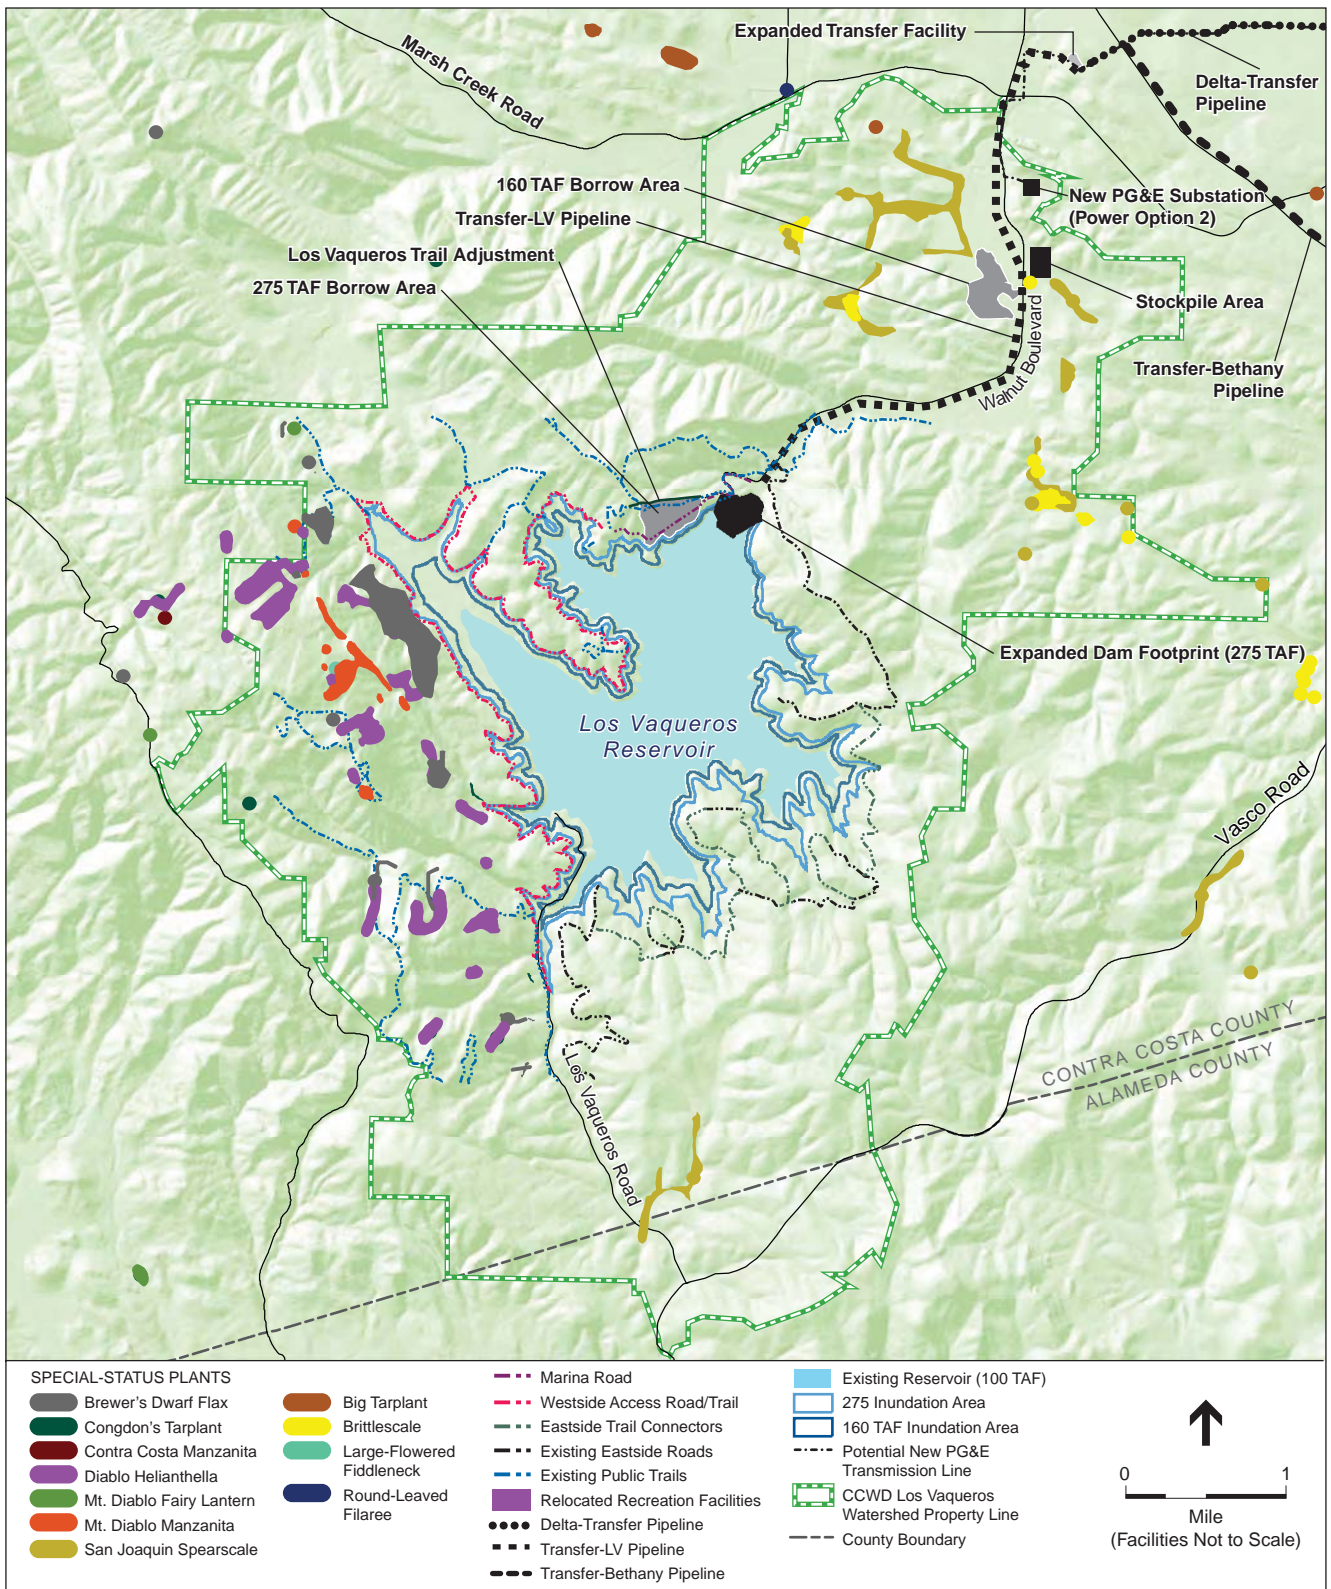 Expanded Transfer Facility
Marsh Creek Road
Delta-Transfer
Pipeline
160 TAF Borrow Area
New PG&E Substation
(Power Option 2)
Transfer-LV Pipeline
Los Vaqueros Trail Adjustment
275 TAF Borrow Area
Stockpile Area
Walnut Boulevard
Transfer-Bethany
Pipeline
Expanded Dam Footprint (275 TAF)
Los Vaqueros
Reservoir
Vasco Road
CONTRA COSTA COUNTY
ALAMEDA COUNTY
Los Vaqueros Road
SPECIAL-STATUS PLANTS
Brewer's Dwarf Flax
Congdon's Tarplant
Contra Costa Manzanita
Diablo Helianthella
Mt. Diablo Fairy Lantern
Mt. Diablo Manzanita
San Joaquin Spearscale
Big Tarplant
Brittlescale
Large-Flowered
Fiddleneck
Round-Leaved
Filaree
Marina Road
Westside Access Road/Trail
Eastside Trail Connectors
Existing Eastside Roads
Existing Public Trails
Relocated Recreation Facilities
Delta-Transfer Pipeline
Transfer-LV Pipeline
Transfer-Bethany Pipeline
Existing Reservoir (100 TAF)
275 Inundation Area
160 TAF Inundation Area
Potential New PG&E
Transmission Line
CCWD Los Vaqueros
Watershed Property Line
County Boundary
0 1
Mile
(Facilities Not to Scale)